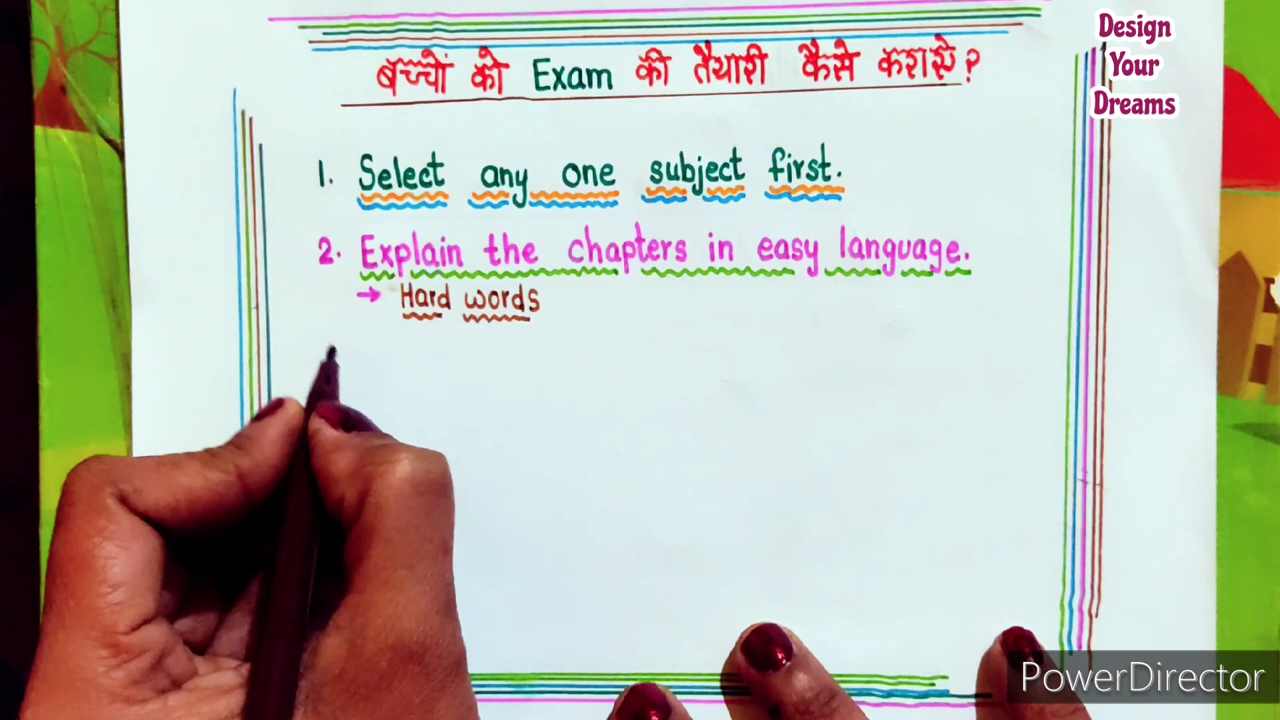 बच्चों को Exam की तैयारी कैसे कराये?
Design
Your
Dreams
1. Select any one subject first.
2. Explain the chapters in easy language.
→ Hard words
PowerDirector